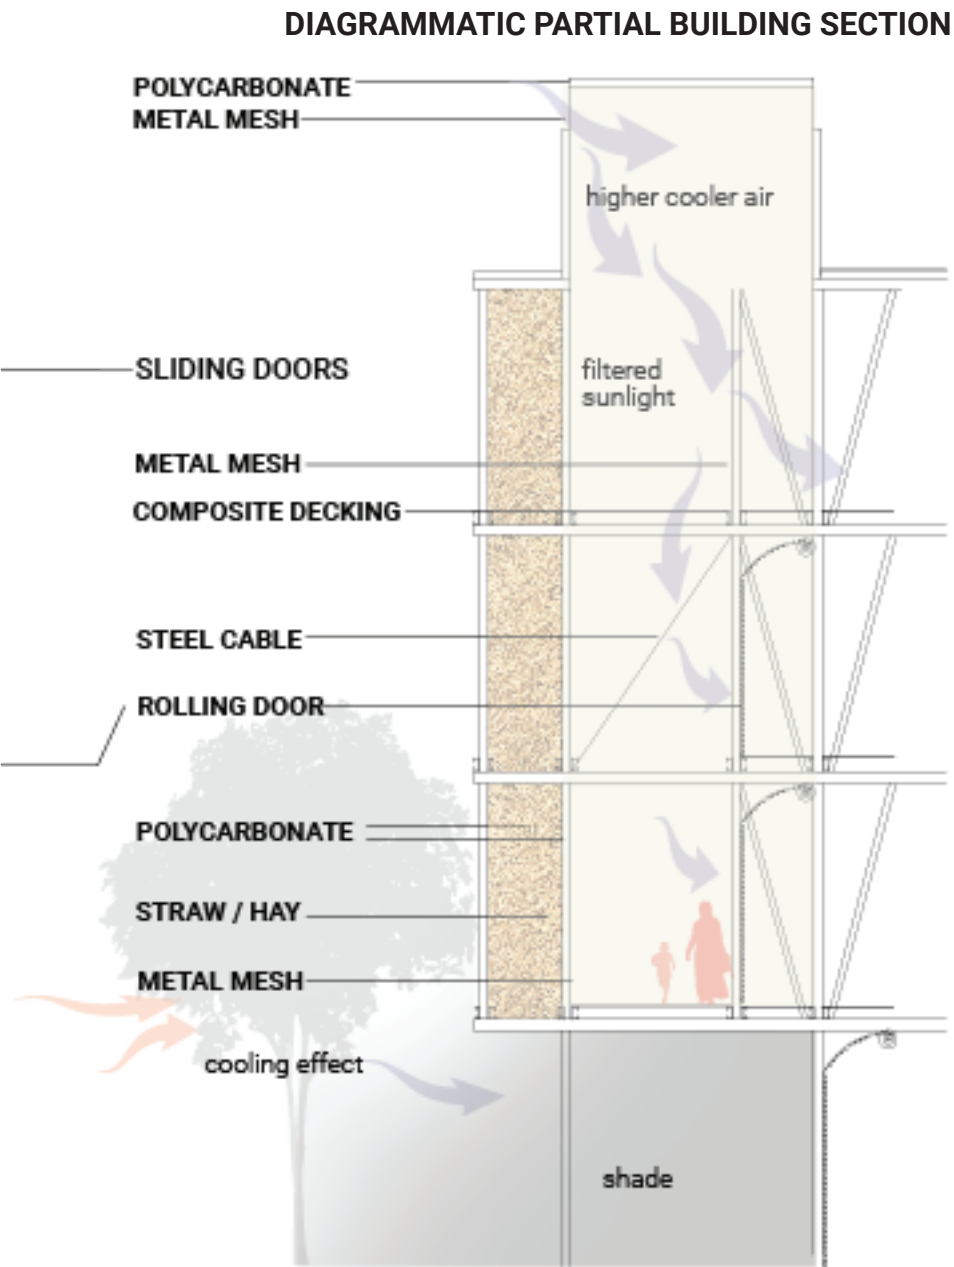 DIAGRAMMATIC PARTIAL BUILDING SECTION
POLYCARBONATE
METAL MESH
higher cooler air
SLIDING DOORS
filtered
sunlight
METAL MESH
COMPOSITE DECKING
STEEL CABLE
ROLLING DOOR
POLYCARBONATE
STRAW / HAY
METAL MESH
cooling effect
shade